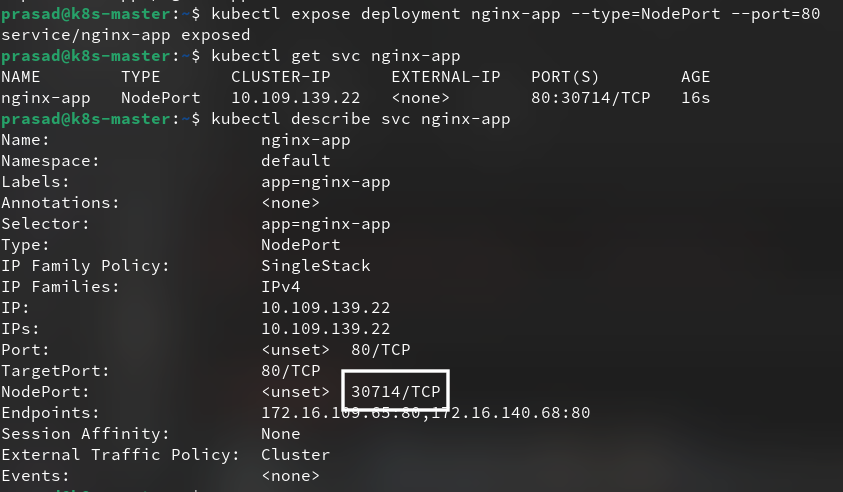 prasad@k8s-master:~$ kubectl expose deployment nginx-app --type=NodePort --port=80
service/nginx-app exposed
prasad@k8s-master:~$ kubectl get svc nginx-app
NAME        TYPE       CLUSTER-IP      EXTERNAL-IP   PORT(S)        AGE
nginx-app   NodePort   10.109.139.22   <none>        80:30714/TCP   16s
prasad@k8s-master:~$ kubectl describe svc nginx-app
Name:                     nginx-app
Namespace:                default
Labels:                   app=nginx-app
Annotations:              <none>
Selector:                 app=nginx-app
Type:                     NodePort
IP Family Policy:         SingleStack
IP Families:              IPv4
IP:                       10.109.139.22
IPs:                      10.109.139.22
Port:                     <unset>  80/TCP
TargetPort:               80/TCP
NodePort:                 <unset>  30714/TCP
Endpoints:                172.16.109.65:80,172.16.140.68:80
Session Affinity:         None
External Traffic Policy:  Cluster
Events:                   <none>